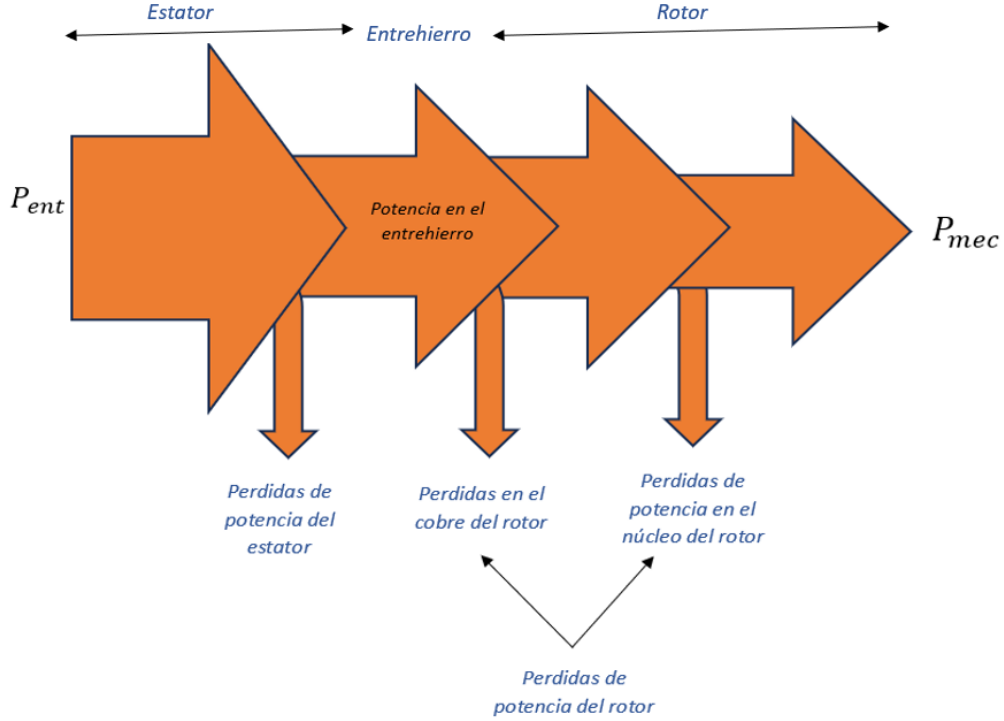 Estator
Entrehierro
Rotor
P_ent
Potencia en el
entrehierro
P_mec
Perdidas de
potencia del
estator
Perdidas en el
cobre del rotor
Perdidas de
potencia en el
núcleo del rotor
Perdidas de
potencia del rotor